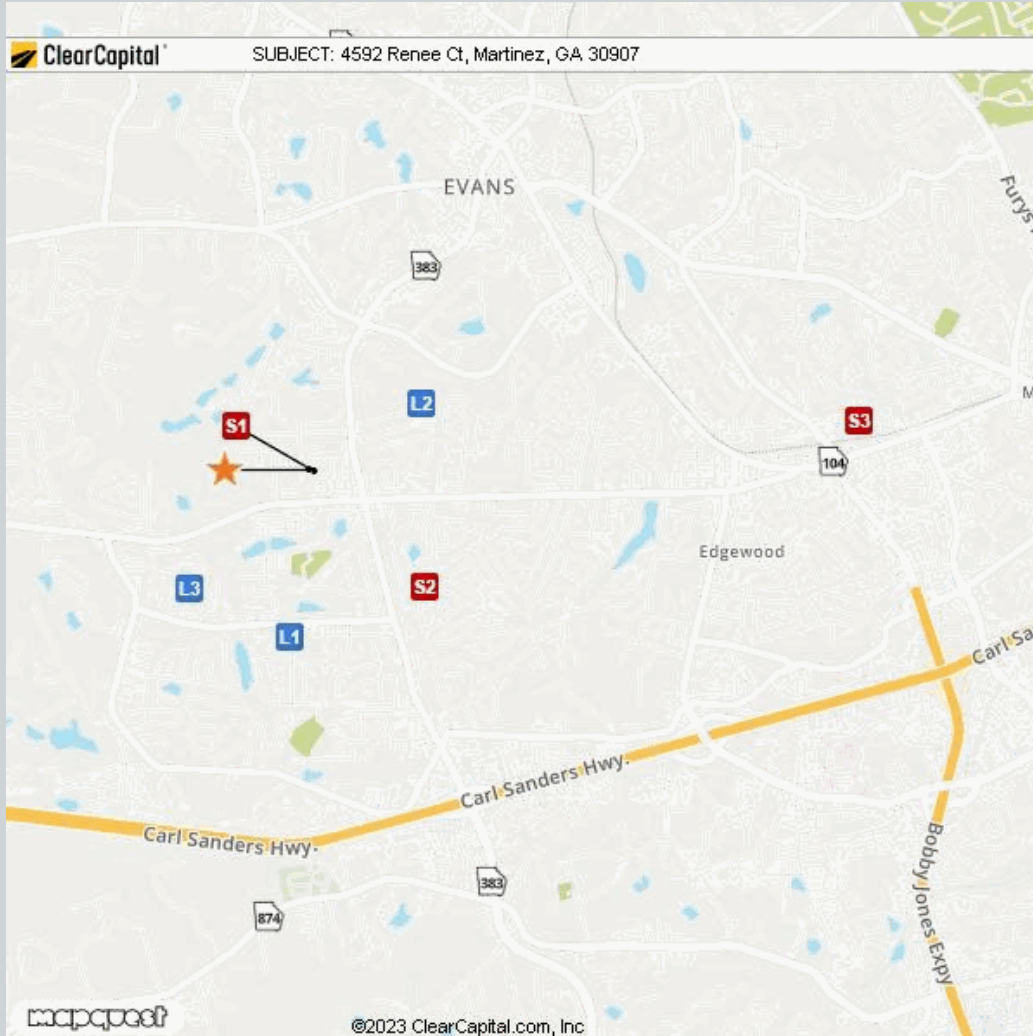 ClearCapital SUBJECT: 4592 Renee Ct, Martinez, GA 30907
EVANS
Furys
383
L2
S1
S3
M
104
Edgewood
L3
S2
L1
Carl Sa
Carl Sanders Hwy.
Carl Sanders Hwy.
Bobby Jones Expy
383
874
mapquest
©2023 ClearCapital.com, Inc